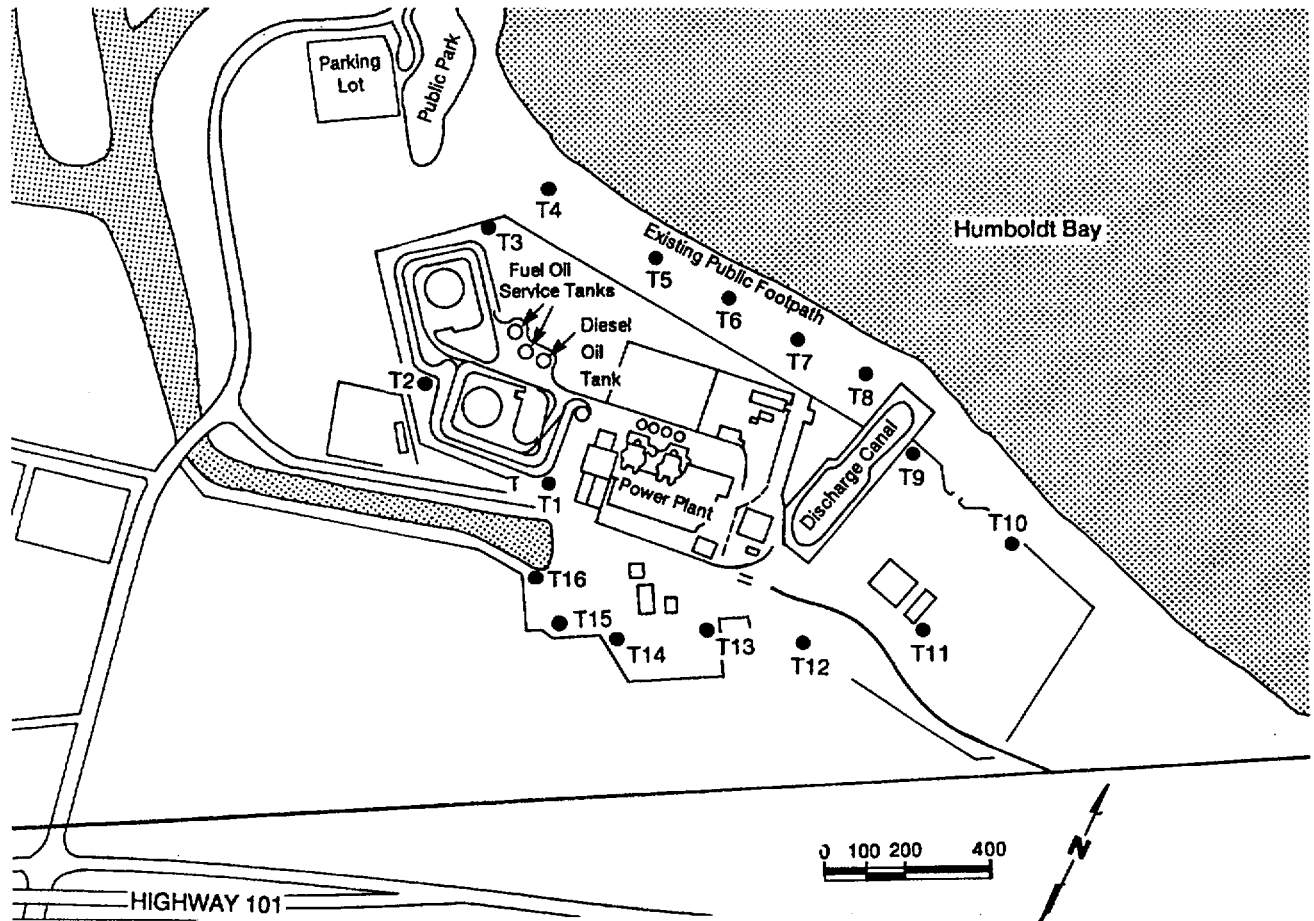 Parking
Lot
Public Park
T4
Humboldt Bay
T3
Existing Public Footpath
Fuel Oil
Service Tanks
T5
T6
Diesel
Oil
Tank
T7
T8
T2
Discharge Canal
T9
T1
Power Plant
T10
T16
T15
T14
T13
T12
T11
N
0 100 200 400
HIGHWAY 101